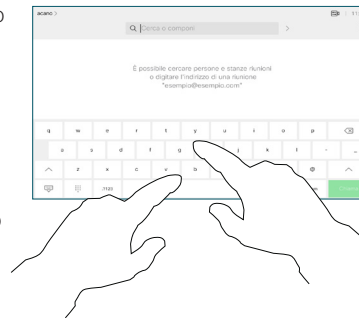 acano >
Cerca o componi >
È possibile cercare persone e stanze riunioni
o digitare l'indirizzo di una riunione
"esempio@esempio.com"
q w e r t y u i o p
a s d f g j k l - _
z x c v b @
.?123